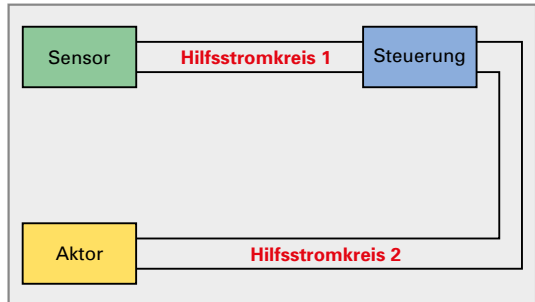 Sensor
Hilfsstromkreis 1
Steuerung
Aktor
Hilfsstromkreis 2